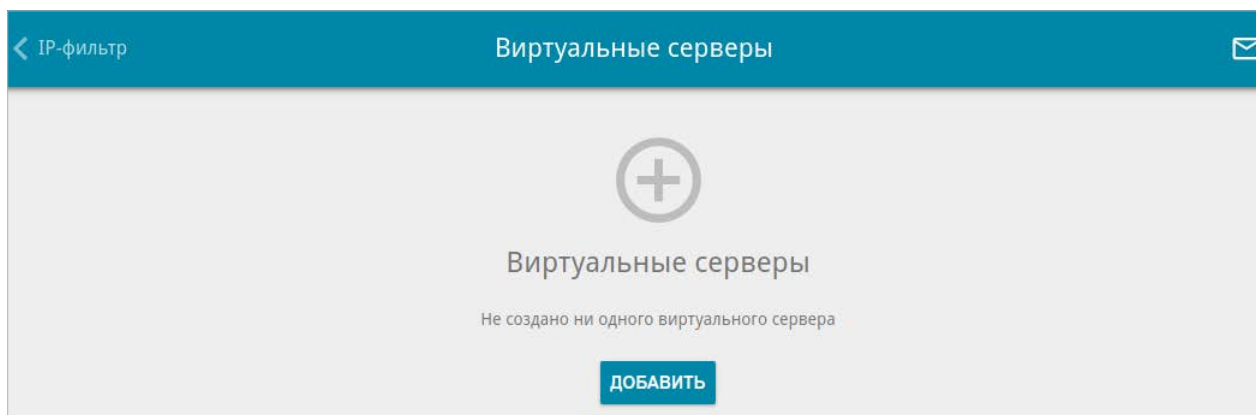 IP-фильтр
Виртуальные серверы
Виртуальные серверы
Не создано ни одного виртуального сервера
ДОБАВИТЬ